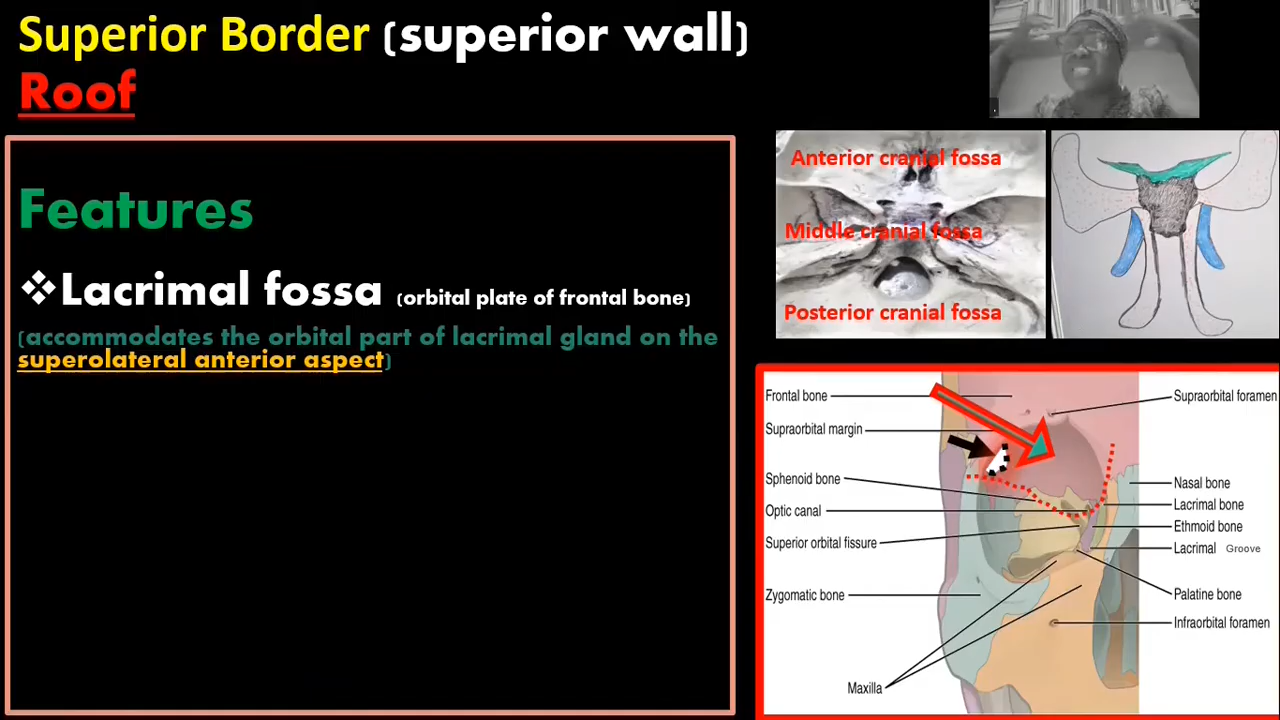 Superior Border (superior wall)
Roof
Features
❖Lacrimal fossa (orbital plate of frontal bone)
(accommodates the orbital part of lacrimal gland on the
superolateral anterior aspect)
Anterior cranial fossa
Middle cranial fossa
Posterior cranial fossa
Frontal bone
Supraorbital margin
Sphenoid bone
Optic canal
Superior orbital fissure
Zygomatic bone
Maxilla
Supraorbital foramen
Nasal bone
Lacrimal bone
Ethmoid bone
Lacrimal Groove
Palatine bone
Infraorbital foramen